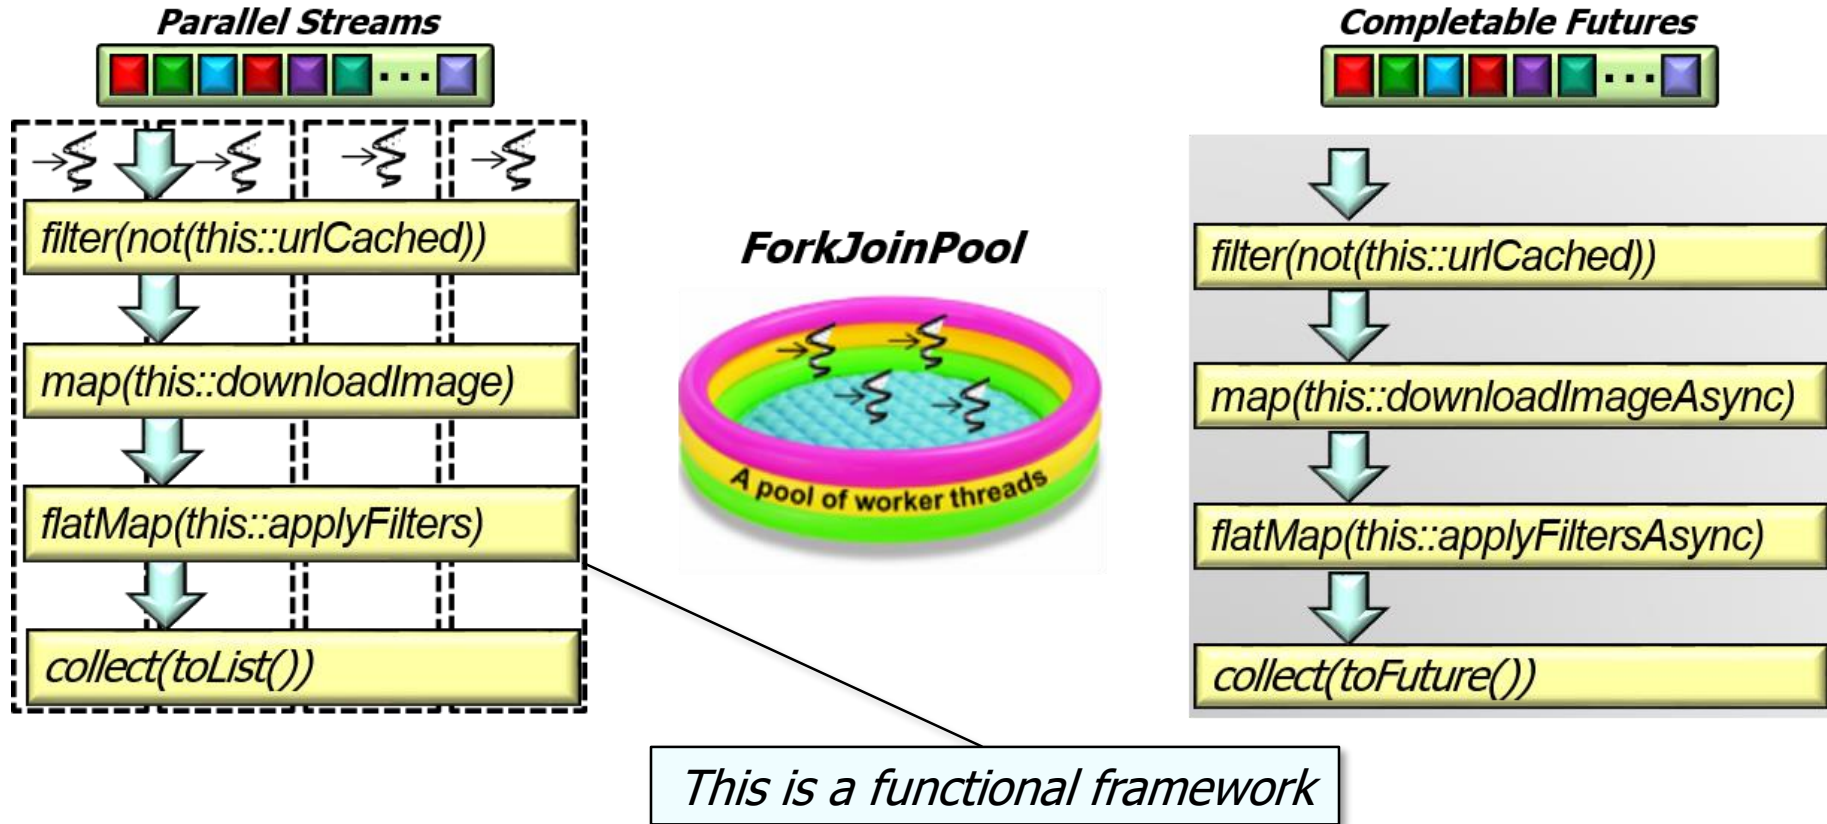 Parallel Streams
filter(not(this::urlCached))
map(this::downloadImage)
flatMap(this::applyFilters)
collect(toList())
ForkJoinPool
A pool of worker threads
Completable Futures
filter(not(this::urlCached))
map(this::downloadImageAsync)
flatMap(this::applyFiltersAsync)
collect(toFuture())
This is a functional framework